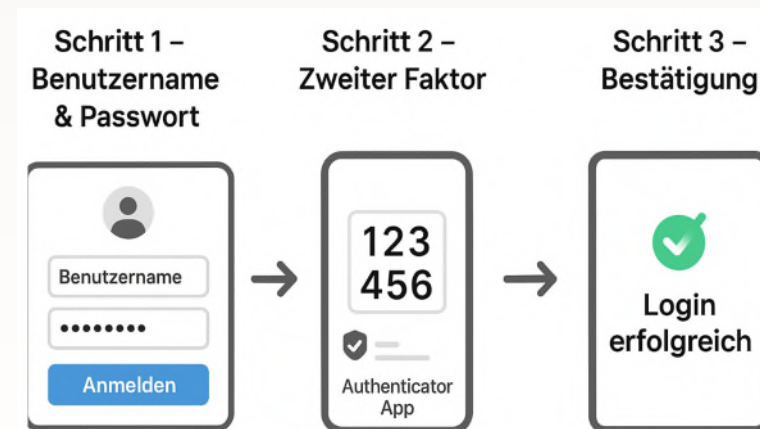 Schritt 1 –
Benutzername
& Passwort
Benutzername
••••••••
Anmelden
Schritt 2 –
Zweiter Faktor
123
456
Authenticator
App
Schritt 3 –
Bestätigung
Login
erfolgreich